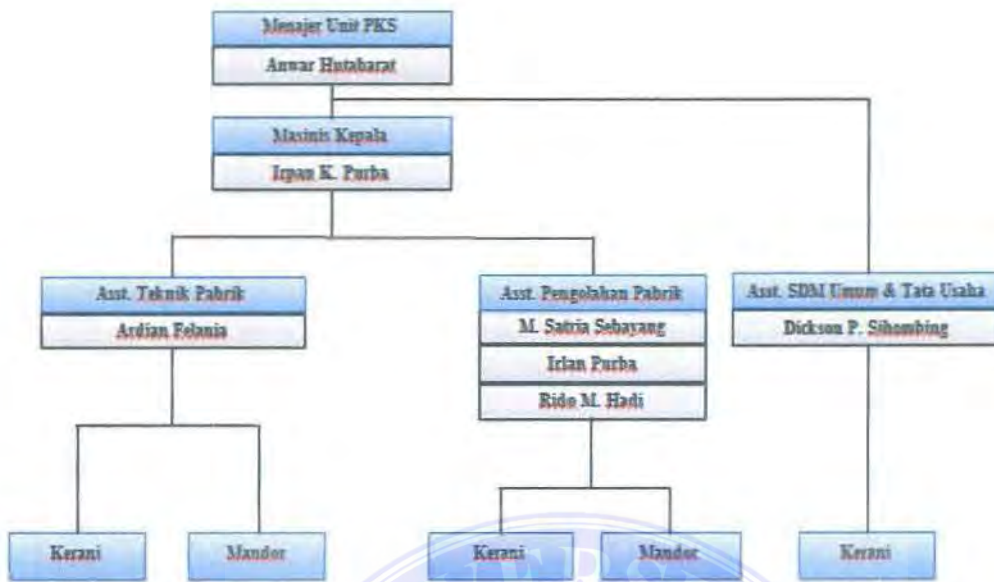 Menajer Unit PKS
Anwar Hutabarat
Masinis Kepala
Irpan K. Purba
Asst. Teknik Pabrik
Ardian Felania
Asst. Pengolahan Pabrik
M. Satria Sebayang
Irlan Purba
Rido M. Hadi
Asst. SDM Umum & Tata Usaha
Dickson P. Sihombing
Kerani
Mandor
Kerani
Mandor
Kerani